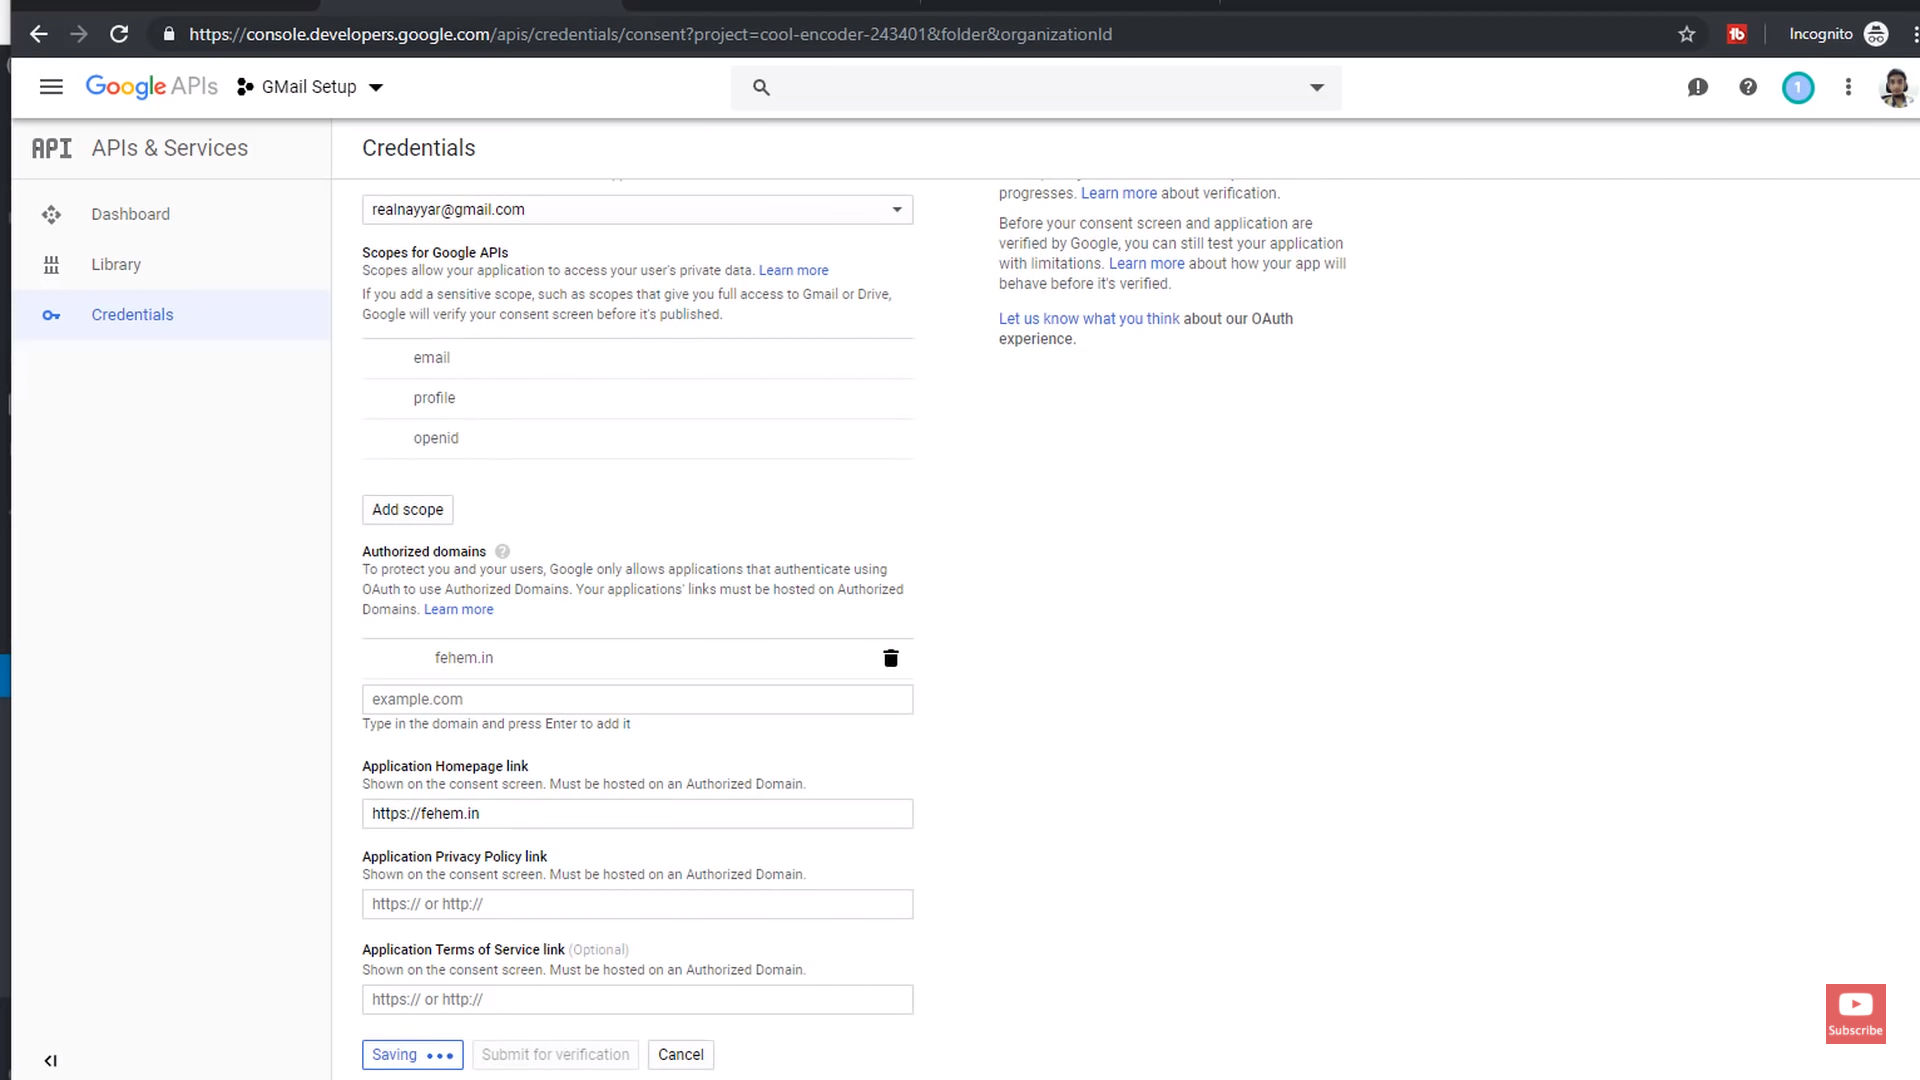 https://console.developers.google.com/apis/credentials/consent?project=cool-encoder-243401&folder&organizationId
Incognito
Google APIs
GMail Setup
1
API APIs & Services
Credentials
Dashboard
Library
Credentials
realnayyar@gmail.com
Scopes for Google APIs
Scopes allow your application to access your user's private data. Learn more
If you add a sensitive scope, such as scopes that give you full access to Gmail or Drive,
Google will verify your consent screen before it's published.
email
profile
openid
Add scope
Authorized domains
To protect you and your users, Google only allows applications that authenticate using
OAuth to use Authorized Domains. Your applications' links must be hosted on Authorized
Domains. Learn more
fehem.in
example.com
Type in the domain and press Enter to add it
Application Homepage link
Shown on the consent screen. Must be hosted on an Authorized Domain.
https://fehem.in
Application Privacy Policy link
Shown on the consent screen. Must be hosted on an Authorized Domain.
https:// or http://
Application Terms of Service link (Optional)
Shown on the consent screen. Must be hosted on an Authorized Domain.
https:// or http://
Saving
Submit for verification
Cancel
progresses. Learn more about verification.
Before your consent screen and application are
verified by Google, you can still test your application
with limitations. Learn more about how your app will
behave before it's verified.
Let us know what you think about our OAuth
experience.
Subscribe